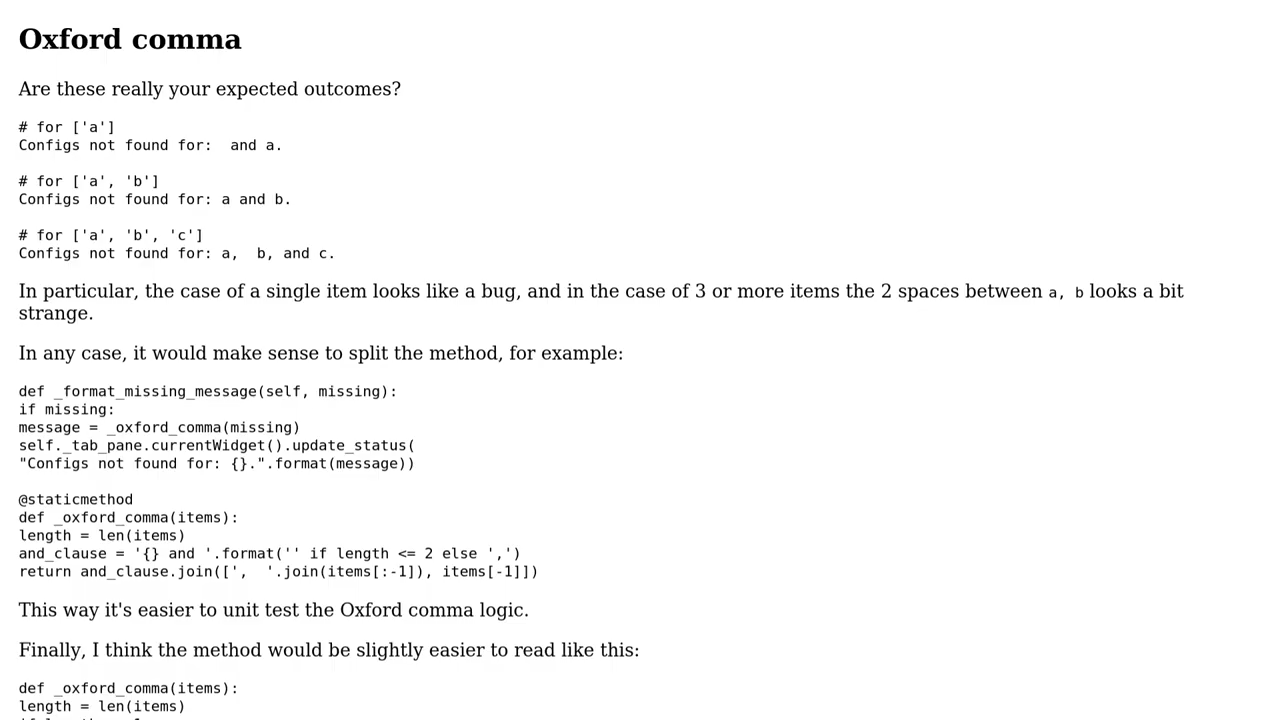 Oxford comma
Are these really your expected outcomes?
# for ['a']
Configs not found for:  and a.
# for ['a', 'b']
Configs not found for: a and b.
# for ['a', 'b', 'c']
Configs not found for: a,  b, and c.
In particular, the case of a single item looks like a bug, and in the case of 3 or more items the 2 spaces between a, b looks a bit
strange.
In any case, it would make sense to split the method, for example:
def _format_missing_message(self, missing):
if missing:
message = _oxford_comma(missing)
self._tab_pane.currentWidget().update_status(
"Configs not found for: {}.".format(message))
@staticmethod
def _oxford_comma(items):
length = len(items)
and_clause = '{} and '.format('' if length <= 2 else ',')
return and_clause.join([',  '.join(items[:-1]), items[-1]])
This way it's easier to unit test the Oxford comma logic.
Finally, I think the method would be slightly easier to read like this:
def _oxford_comma(items):
length = len(items)